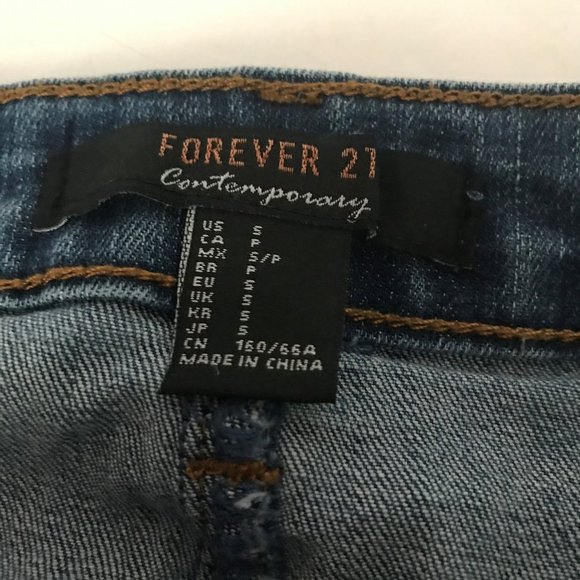 FOREVER 21
Contemporary
US S
CA P
MX S/P
BR P
EU S
UK S
KR S
JP S
CN 160/66A
MADE IN CHINA